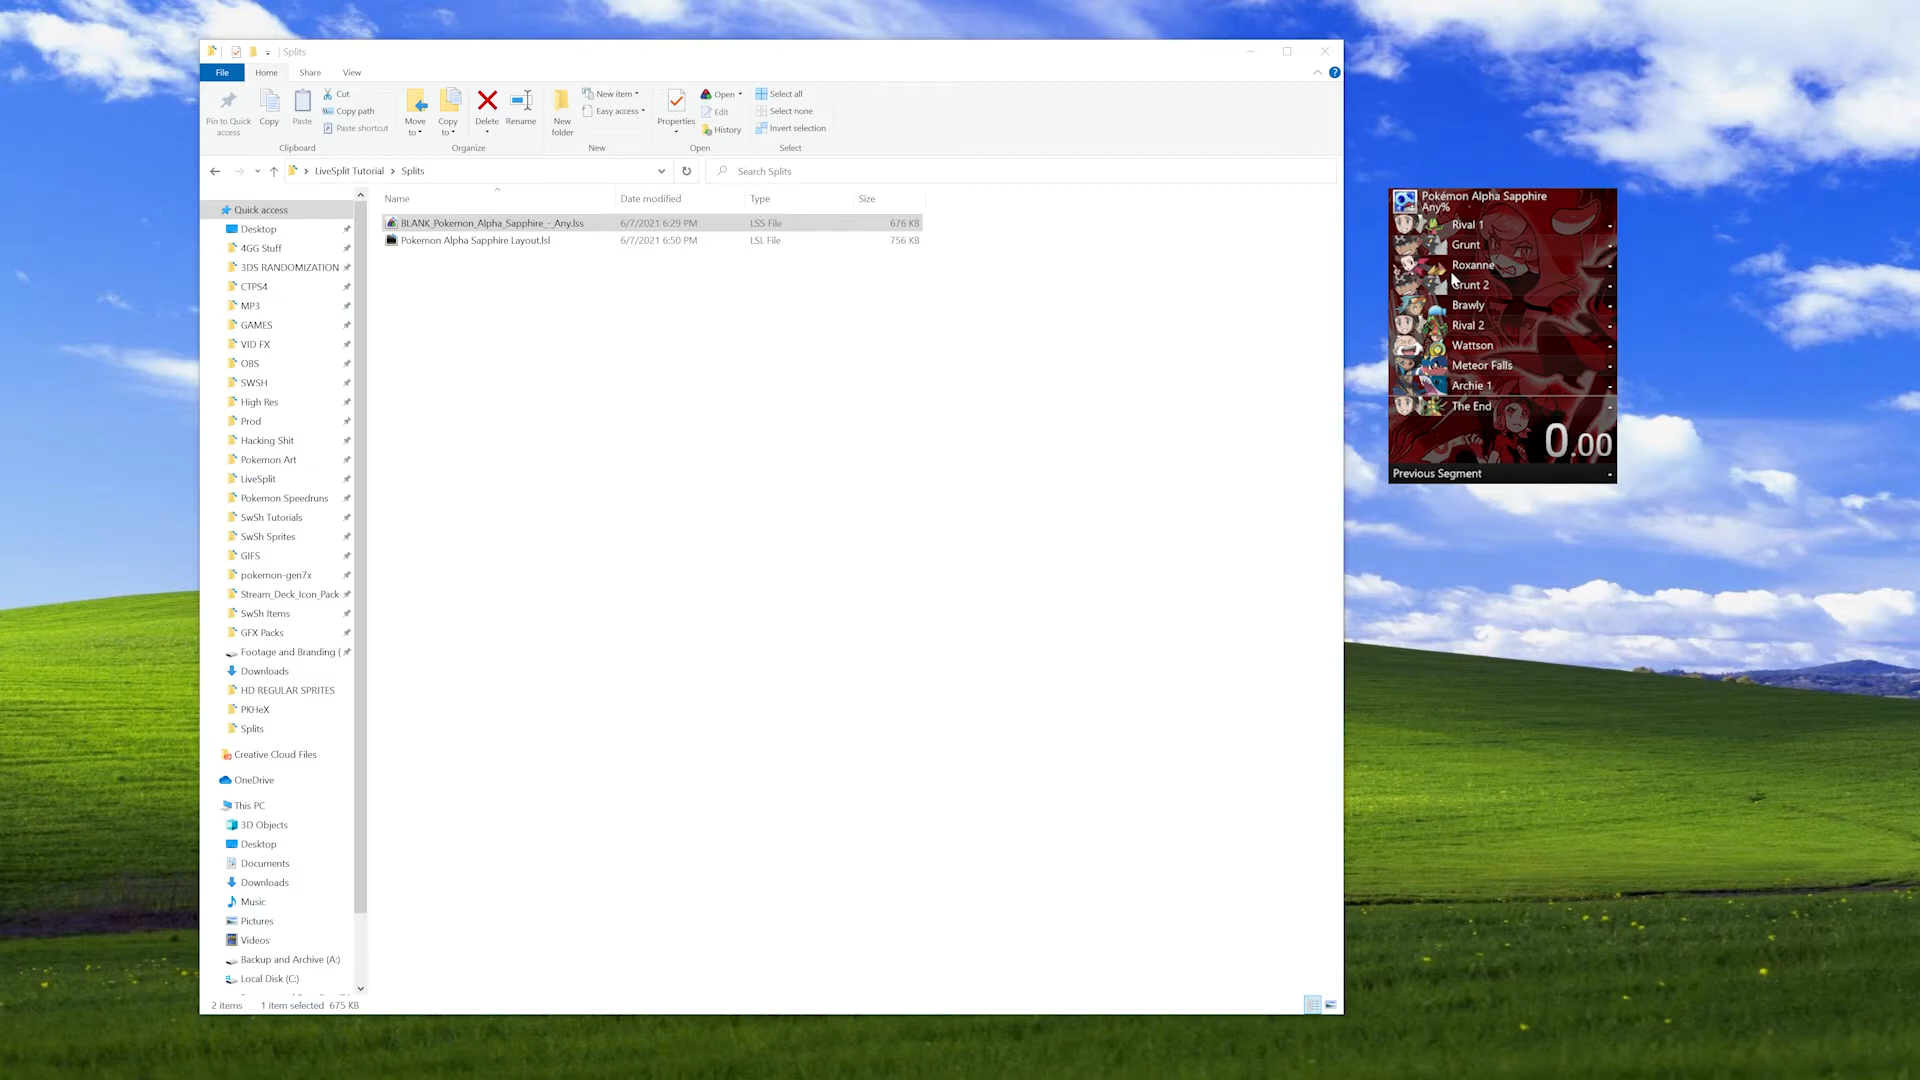 Splits
File Home Share View
Pin to Quick access
Copy
Paste
Cut
Copy path
Paste shortcut
Clipboard
Move to
Copy to
Delete
Rename
Organize
New folder
New item
Easy access
New
Properties
Open
Edit
History
Open
Select all
Select none
Invert selection
Select
LiveSplit Tutorial > Splits
Search Splits
Name Date modified Type Size
BLANK_Pokemon_Alpha_Sapphire_-_Any.lss 6/7/2021 6:29 PM LSS File 676 KB
Pokemon Alpha Sapphire Layout.lsl 6/7/2021 6:50 PM LSL File 756 KB
Quick access
Desktop
4GG Stuff
3DS RANDOMIZATION
CTPS4
MP3
GAMES
VID FX
OBS
SWSH
High Res
Prod
Hacking Shit
Pokemon Art
LiveSplit
Pokemon Speedruns
SwSh Tutorials
SwSh Sprites
GIFS
pokemon-gen7x
Stream_Deck_Icon_Pack
SwSh Items
GFX Packs
Footage and Branding (
Downloads
HD REGULAR SPRITES
PKHeX
Splits
Creative Cloud Files
OneDrive
This PC
3D Objects
Desktop
Documents
Downloads
Music
Pictures
Videos
Backup and Archive (A:)
Local Disk (C:)
2 items 1 item selected 675 KB
Pokémon Alpha Sapphire
Any%
Rival 1 -
Grunt -
Roxanne -
Grunt 2 -
Brawly -
Rival 2 -
Wattson -
Meteor Falls -
Archie 1 -
The End -
0.00
Previous Segment -